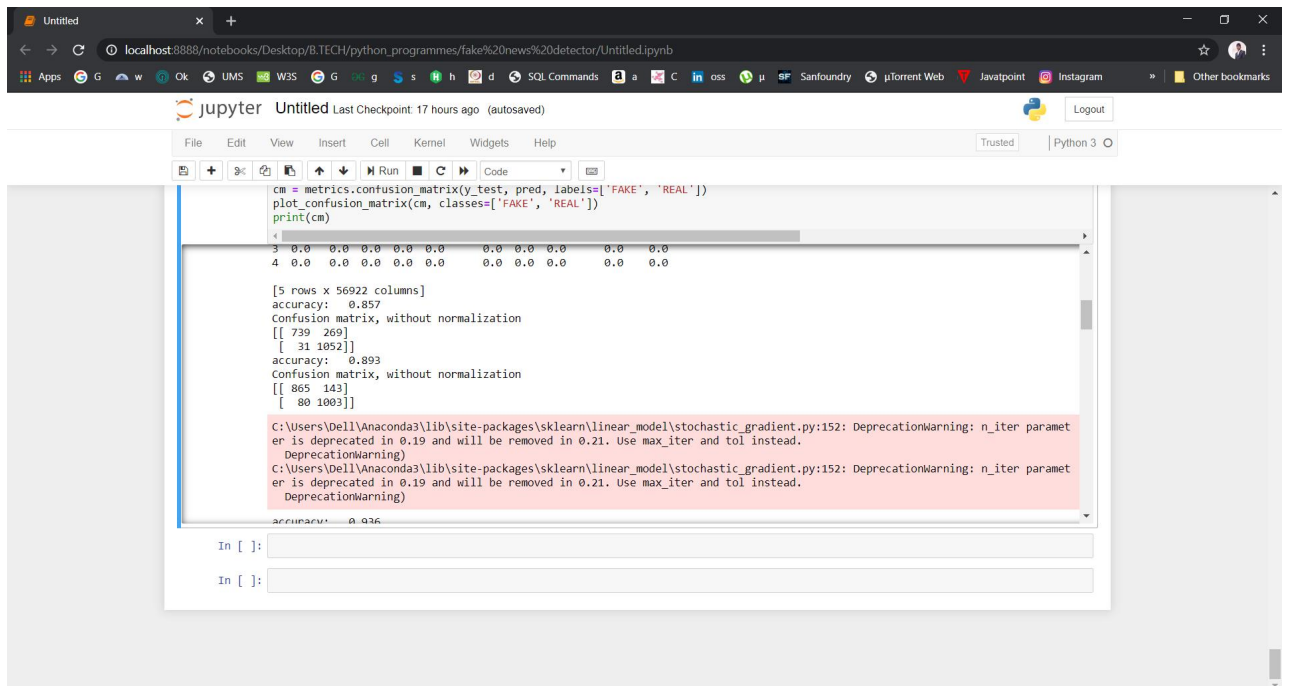 Untitled
localhost:8888/notebooks/Desktop/B.TECH/python_programmes/fake%20news%20detector/Untitled.ipynb
Apps G w Ok UMS W3S G g s h d SQL Commands a C oss µ Sanfoundry µTorrent Web Javatpoint Instagram » Other bookmarks
jupyter Untitled Last Checkpoint: 17 hours ago (autosaved) Logout
File Edit View Insert Cell Kernel Widgets Help Trusted Python 3
Run Code
cm = metrics.confusion_matrix(y_test, pred, labels=['FAKE', 'REAL'])
plot_confusion_matrix(cm, classes=['FAKE', 'REAL'])
print(cm)
3 0.0 0.0 0.0 0.0 0.0 0.0 0.0 0.0 0.0 0.0
4 0.0 0.0 0.0 0.0 0.0 0.0 0.0 0.0 0.0 0.0
[5 rows x 56922 columns]
accuracy: 0.857
Confusion matrix, without normalization
[[ 739 269]
[ 31 1052]]
accuracy: 0.893
Confusion matrix, without normalization
[[ 865 143]
[ 80 1003]]
C:\Users\Dell\Anaconda3\lib\site-packages\sklearn\linear_model\stochastic_gradient.py:152: DeprecationWarning: n_iter paramet
er is deprecated in 0.19 and will be removed in 0.21. Use max_iter and tol instead.
DeprecationWarning)
C:\Users\Dell\Anaconda3\lib\site-packages\sklearn\linear_model\stochastic_gradient.py:152: DeprecationWarning: n_iter paramet
er is deprecated in 0.19 and will be removed in 0.21. Use max_iter and tol instead.
DeprecationWarning)
accuracy: 0.936
In [ ]:
In [ ]: